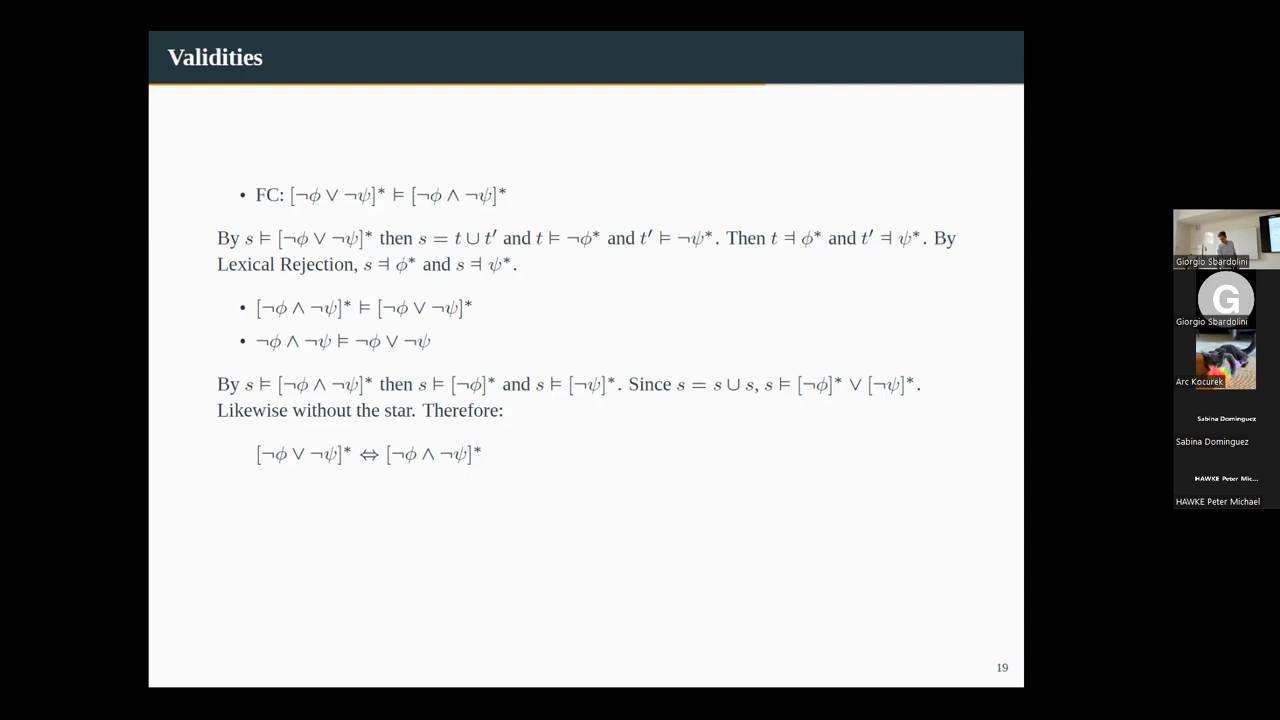 Validities
• FC: [¬ϕ ∨ ¬ψ]* ⊨ [¬ϕ ∧ ¬ψ]*
By s ⊨ [¬ϕ ∨ ¬ψ]* then s = t ∪ t′ and t ⊨ ¬ϕ* and t′ ⊨ ¬ψ*. Then t ⫤ ϕ* and t′ ⫤ ψ*. By
Lexical Rejection, s ⫤ ϕ* and s ⫤ ψ*.
• [¬ϕ ∧ ¬ψ]* ⊨ [¬ϕ ∨ ¬ψ]*
• ¬ϕ ∧ ¬ψ ⊨ ¬ϕ ∨ ¬ψ
By s ⊨ [¬ϕ ∧ ¬ψ]* then s ⊨ [¬ϕ]* and s ⊨ [¬ψ]*. Since s = s ∪ s, s ⊨ [¬ϕ]* ∨ [¬ψ]*.
Likewise without the star. Therefore:
[¬ϕ ∨ ¬ψ]* ⇔ [¬ϕ ∧ ¬ψ]*
19
Giorgio Sbardolini
G
Giorgio Sbardolini
Arc Kocurek
Sabina Dominguez
Sabina Dominguez
HAWKE Peter Mic...
HAWKE Peter Michael